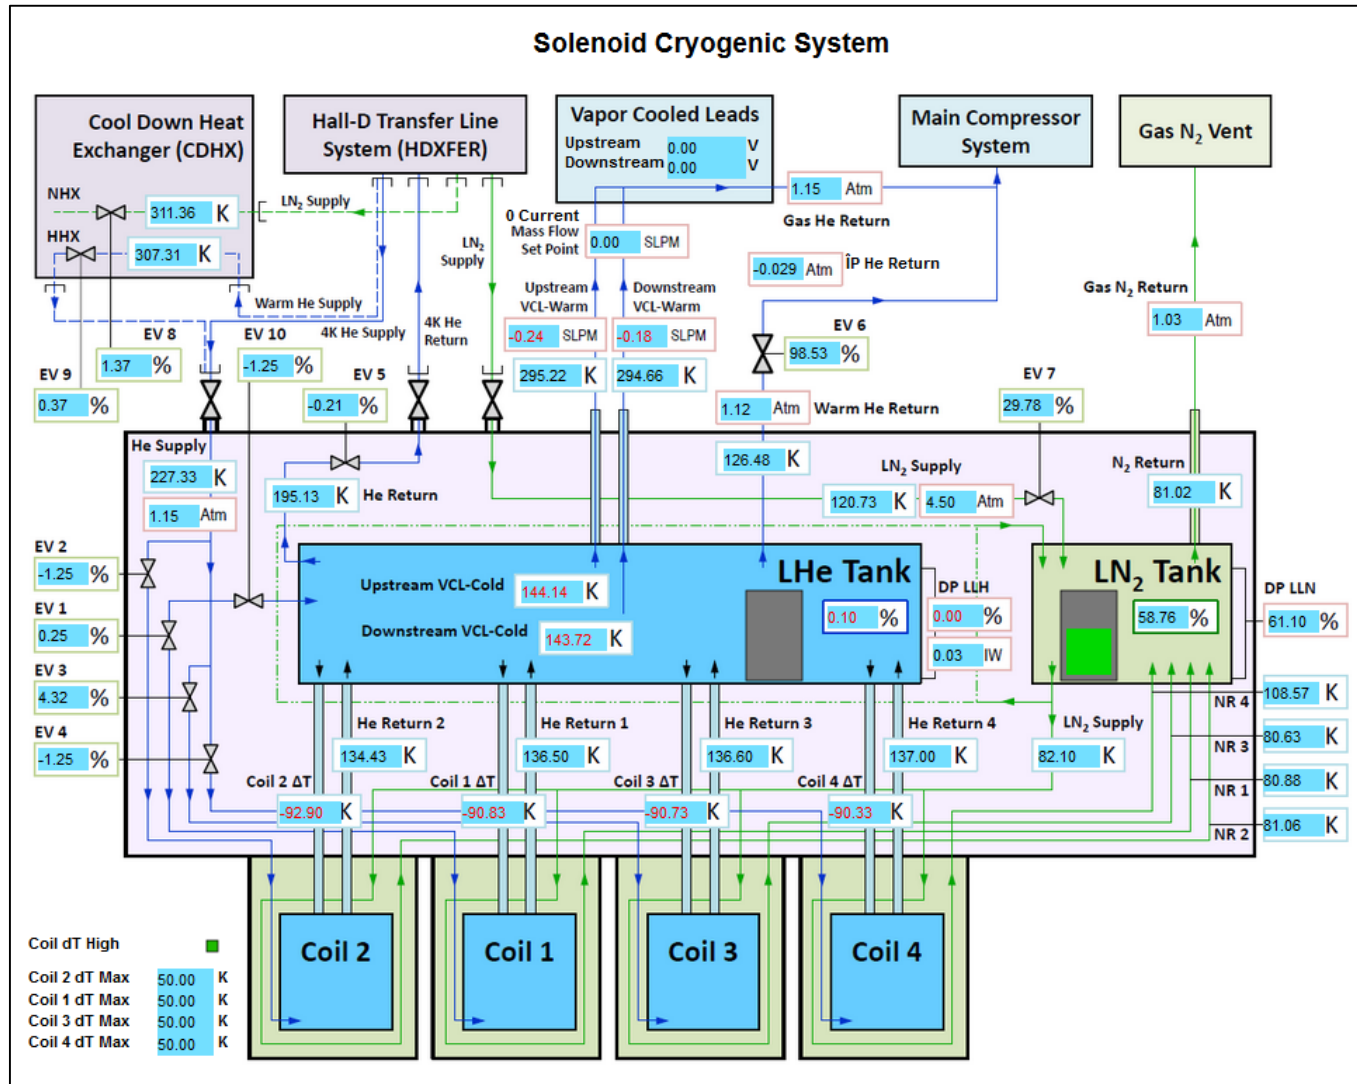 Solenoid Cryogenic System
Cool Down Heat
Exchanger (CDHX)
NHX
311.36 K
HHX
307.31 K
Hall-D Transfer Line
System (HDXFER)
Vapor Cooled Leads
Upstream 0.00 V
Downstream 0.00 V
Main Compressor
System
Gas N2 Vent
LN2 Supply
Warm He Supply
4K He Supply
4K He
Return
LN2
Supply
0 Current
Mass Flow
Set Point
0.00 SLPM
1.15 Atm
Gas He Return
-0.029 Atm
ÎP He Return
Upstream
VCL-Warm
-0.24 SLPM
295.22 K
Downstream
VCL-Warm
-0.18 SLPM
294.66 K
EV 6
98.53 %
1.12 Atm
Warm He Return
126.48 K
Gas N2 Return
1.03 Atm
EV 8
1.37 %
EV 9
0.37 %
EV 10
-1.25 %
EV 5
-0.21 %
EV 7
29.78 %
He Supply
227.33 K
1.15 Atm
195.13 K
He Return
LN2 Supply
120.73 K
4.50 Atm
N2 Return
81.02 K
EV 2
-1.25 %
EV 1
0.25 %
EV 3
4.32 %
EV 4
-1.25 %
LHe Tank
Upstream VCL-Cold
144.14 K
Downstream VCL-Cold
143.72 K
0.10 %
DP LLH
0.00 %
0.03 IW
LN2 Tank
58.76 %
DP LLN
61.10 %
He Return 2
134.43 K
He Return 1
136.50 K
He Return 3
136.60 K
He Return 4
137.00 K
LN2 Supply
82.10 K
NR 4
108.57 K
NR 3
80.63 K
NR 1
80.88 K
NR 2
81.06 K
Coil 2 ΔT
-92.90 K
Coil 1 ΔT
-90.83 K
Coil 3 ΔT
-90.73 K
Coil 4 ΔT
-90.33 K
Coil 2
Coil 1
Coil 3
Coil 4
Coil dT High
Coil 2 dT Max 50.00 K
Coil 1 dT Max 50.00 K
Coil 3 dT Max 50.00 K
Coil 4 dT Max 50.00 K